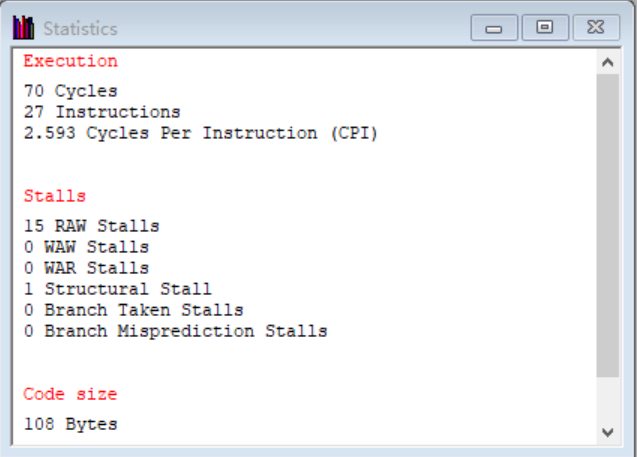 Statistics
Execution
70 Cycles
27 Instructions
2.593 Cycles Per Instruction (CPI)
Stalls
15 RAW Stalls
0 WAW Stalls
0 WAR Stalls
1 Structural Stall
0 Branch Taken Stalls
0 Branch Misprediction Stalls
Code size
108 Bytes